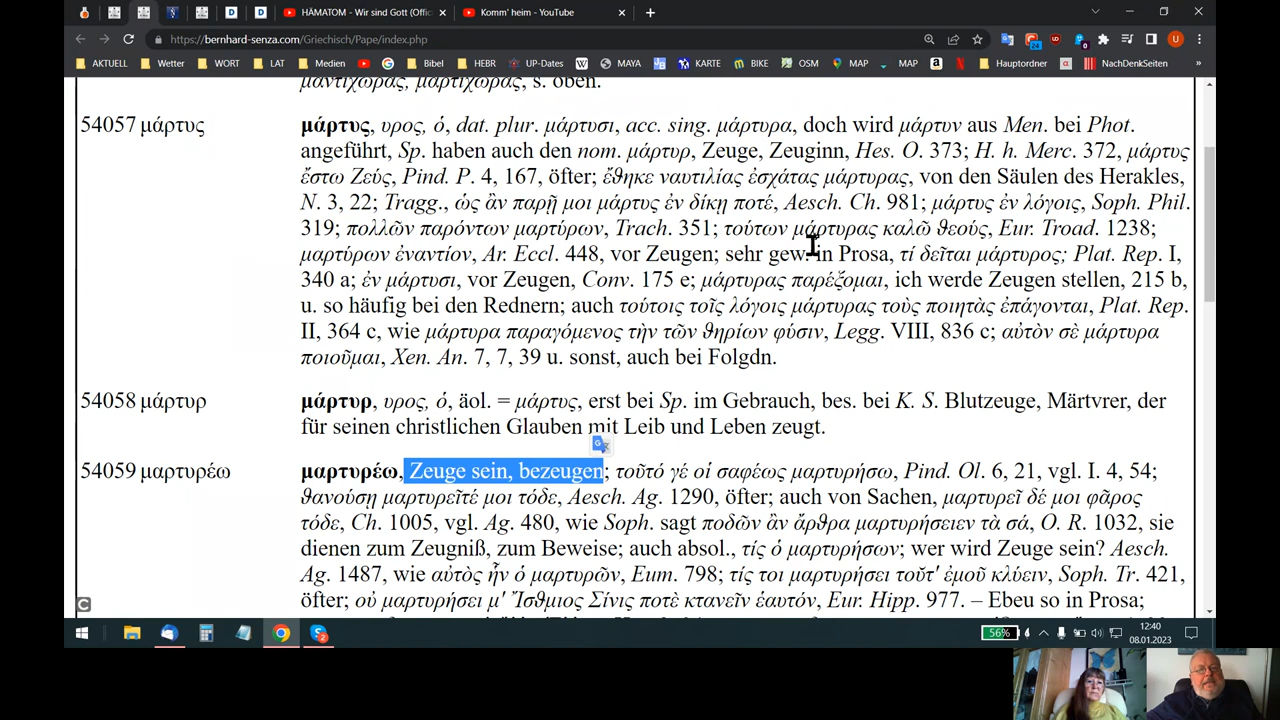 HÄMATOM - Wir sind Gott (Offic
Komm' heim - YouTube
https://bernhard-senza.com/Griechisch/Pape/index.php
AKTUELL Wetter WORT LAT Medien UP-Dates MAYA Bibel HEBR KARTE BIKE OSM MAP MAP Hauptordner NachDenkSeiten
μαντιχώρας, μαρτιχώρας, s. oben.
54057 μάρτυς
μάρτυς, υρος, ὁ, dat. plur. μάρτυσι, acc. sing. μάρτυρα, doch wird μάρτυν aus Men. bei Phot.
angeführt, Sp. haben auch den nom. μάρτυρ, Zeuge, Zeuginn, Hes. O. 373; H. h. Merc. 372, μάρτυς
ἔστω Ζεύς, Pind. P. 4, 167, öfter; ἔθηκε ναυτιλίας ἐσχάτας μάρτυρας, von den Säulen des Herakles,
N. 3, 22; Tragg., ὡς ἂν παρῇ μοι μάρτυς ἐν δίκῃ ποτέ, Aesch. Ch. 981; μάρτυς ἐν λόγοις, Soph. Phil.
319; πολλῶν παρόντων μαρτύρων, Trach. 351; τούτων μάρτυρας καλῶ θεούς, Eur. Troad. 1238;
μαρτύρων ἐναντίον, Ar. Eccl. 448, vor Zeugen; sehr gew. in Prosa, τί δεῖται μάρτυρος; Plat. Rep. I,
340 a; ἐν μάρτυσι, vor Zeugen, Conv. 175 e; μάρτυρας παρέξομαι, ich werde Zeugen stellen, 215 b,
u. so häufig bei den Rednern; auch τούτοις τοῖς λόγοις μάρτυρας τοὺς ποιητὰς ἐπάγονται, Plat. Rep.
II, 364 c, wie μάρτυρα παραγόμενος τὴν τῶν θηρίων φύσιν, Legg. VIII, 836 c; αὐτὸν σὲ μάρτυρα
ποιοῦμαι, Xen. An. 7, 7, 39 u. sonst, auch bei Folgdn.
54058 μάρτυρ
μάρτυρ, υρος, ὁ, äol. = μάρτυς, erst bei Sp. im Gebrauch, bes. bei K. S. Blutzeuge, Märtvrer, der
für seinen christlichen Glauben mit Leib und Leben zeugt.
54059 μαρτυρέω
μαρτυρέω, Zeuge sein, bezeugen; τοῦτό γέ οἱ σαφέως μαρτυρήσω, Pind. Ol. 6, 21, vgl. I. 4, 54;
θανούσῃ μαρτυρεῖτέ μοι τόδε, Aesch. Ag. 1290, öfter; auch von Sachen, μαρτυρεῖ δέ μοι φᾶρος
τόδε, Ch. 1005, vgl. Ag. 480, wie Soph. sagt ποδῶν ἂν ἄρθρα μαρτυρήσειεν τὰ σά, O. R. 1032, sie
dienen zum Zeugniß, zum Beweise; auch absol., τίς ὁ μαρτυρήσων; wer wird Zeuge sein? Aesch.
Ag. 1487, wie αὐτὸς ἦν ὁ μαρτυρῶν, Eum. 798; τίς τοι μαρτυρήσει τοὔτ' ἐμοῦ κλύειν, Soph. Tr. 421,
öfter; οὐ μαρτυρήσει μ' Ἴσθμιος Σίνις ποτὲ κτανεῖν ἑαυτόν, Eur. Hipp. 977. – Ebeu so in Prosa;
56%
12:40
08.01.2023